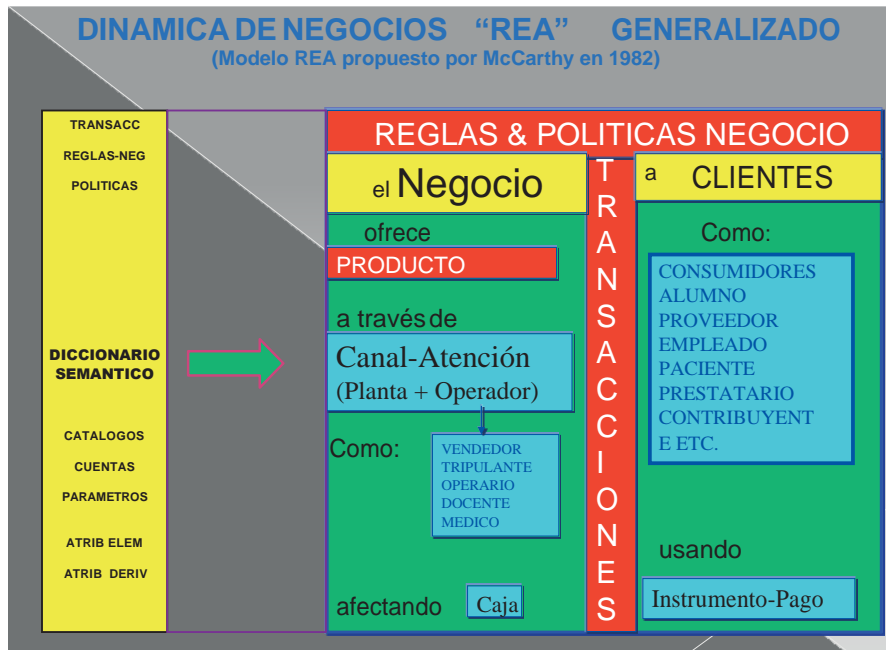 DINAMICA DE NEGOCIOS "REA" GENERALIZADO
(Modelo REA propuesto por McCarthy en 1982)
TRANSACC
REGLAS-NEG
POLITICAS
DICCIONARIO
SEMANTICO
CATALOGOS
CUENTAS
PARAMETROS
ATRIB ELEM
ATRIB DERIV
REGLAS & POLITICAS NEGOCIO
el Negocio
ofrece
PRODUCTO
a través de
Canal-Atención
(Planta + Operador)
Como:
VENDEDOR
TRIPULANTE
OPERARIO
DOCENTE
MEDICO
afectando Caja
T
R
A
N
S
A
C
C
I
O
N
E
S
a CLIENTES
Como:
CONSUMIDORES
ALUMNO
PROVEEDOR
EMPLEADO
PACIENTE
PRESTATARIO
CONTRIBUYENT
E ETC.
usando
Instrumento-Pago